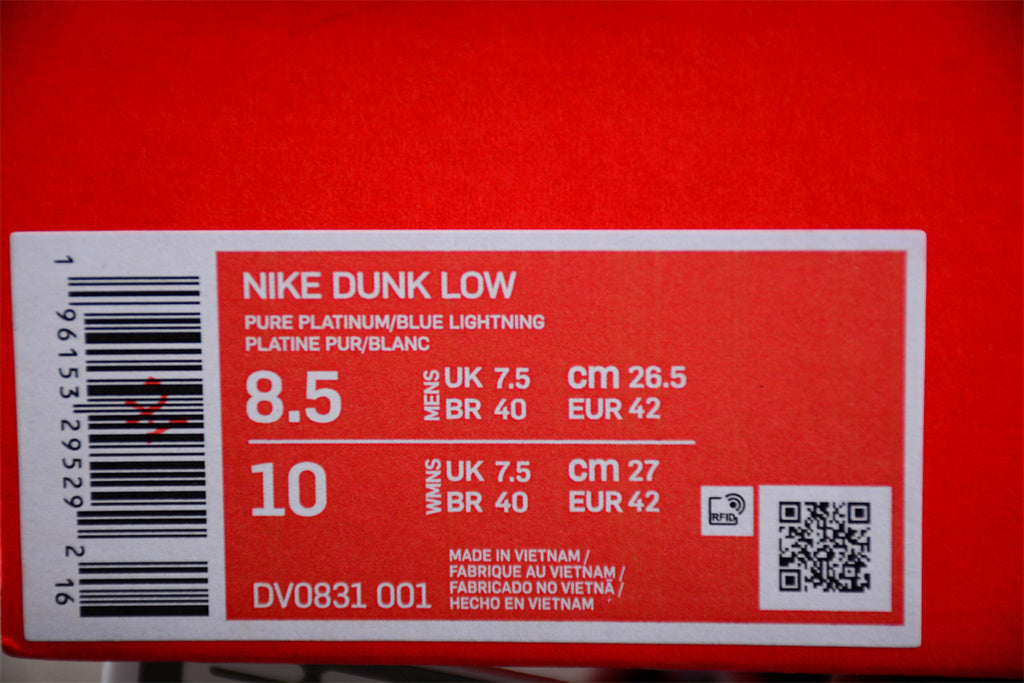 NIKE DUNK LOW
PURE PLATINUM/BLUE LIGHTNING
PLATINE PUR/BLANC
8.5 MENS UK 7.5 cm 26.5
BR 40 EUR 42
10 WMNS UK 7.5 cm 27
BR 40 EUR 42
RFID
MADE IN VIETNAM /
FABRIQUE AU VIETNAM /
FABRICADO NO VIETNÃ /
HECHO EN VIETNAM
DV0831 001
1 96153 29529 2 16